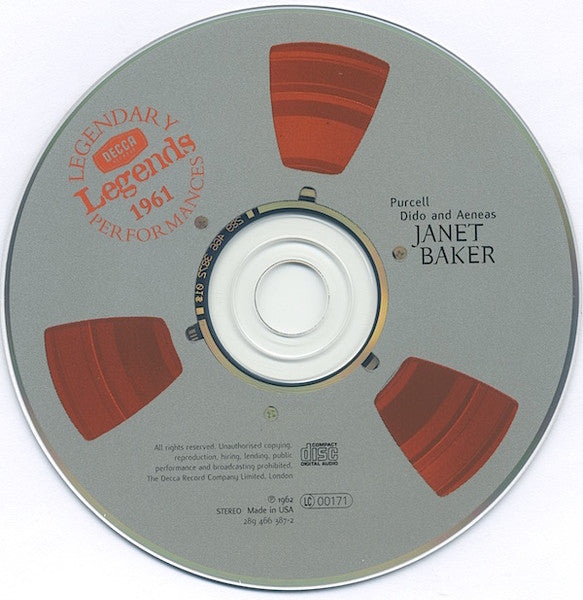 LEGENDARY
DECCA
Legends
1961
PERFORMANCES
Purcell
Dido and Aeneas
JANET
BAKER
All rights reserved. Unauthorised copying,
reproduction, hiring, lending, public
performance and broadcasting prohibited.
The Decca Record Company Limited, London
COMPACT
disc
DIGITAL AUDIO
℗ 1962
LC 00171
STEREO Made in USA
289 466 387-2